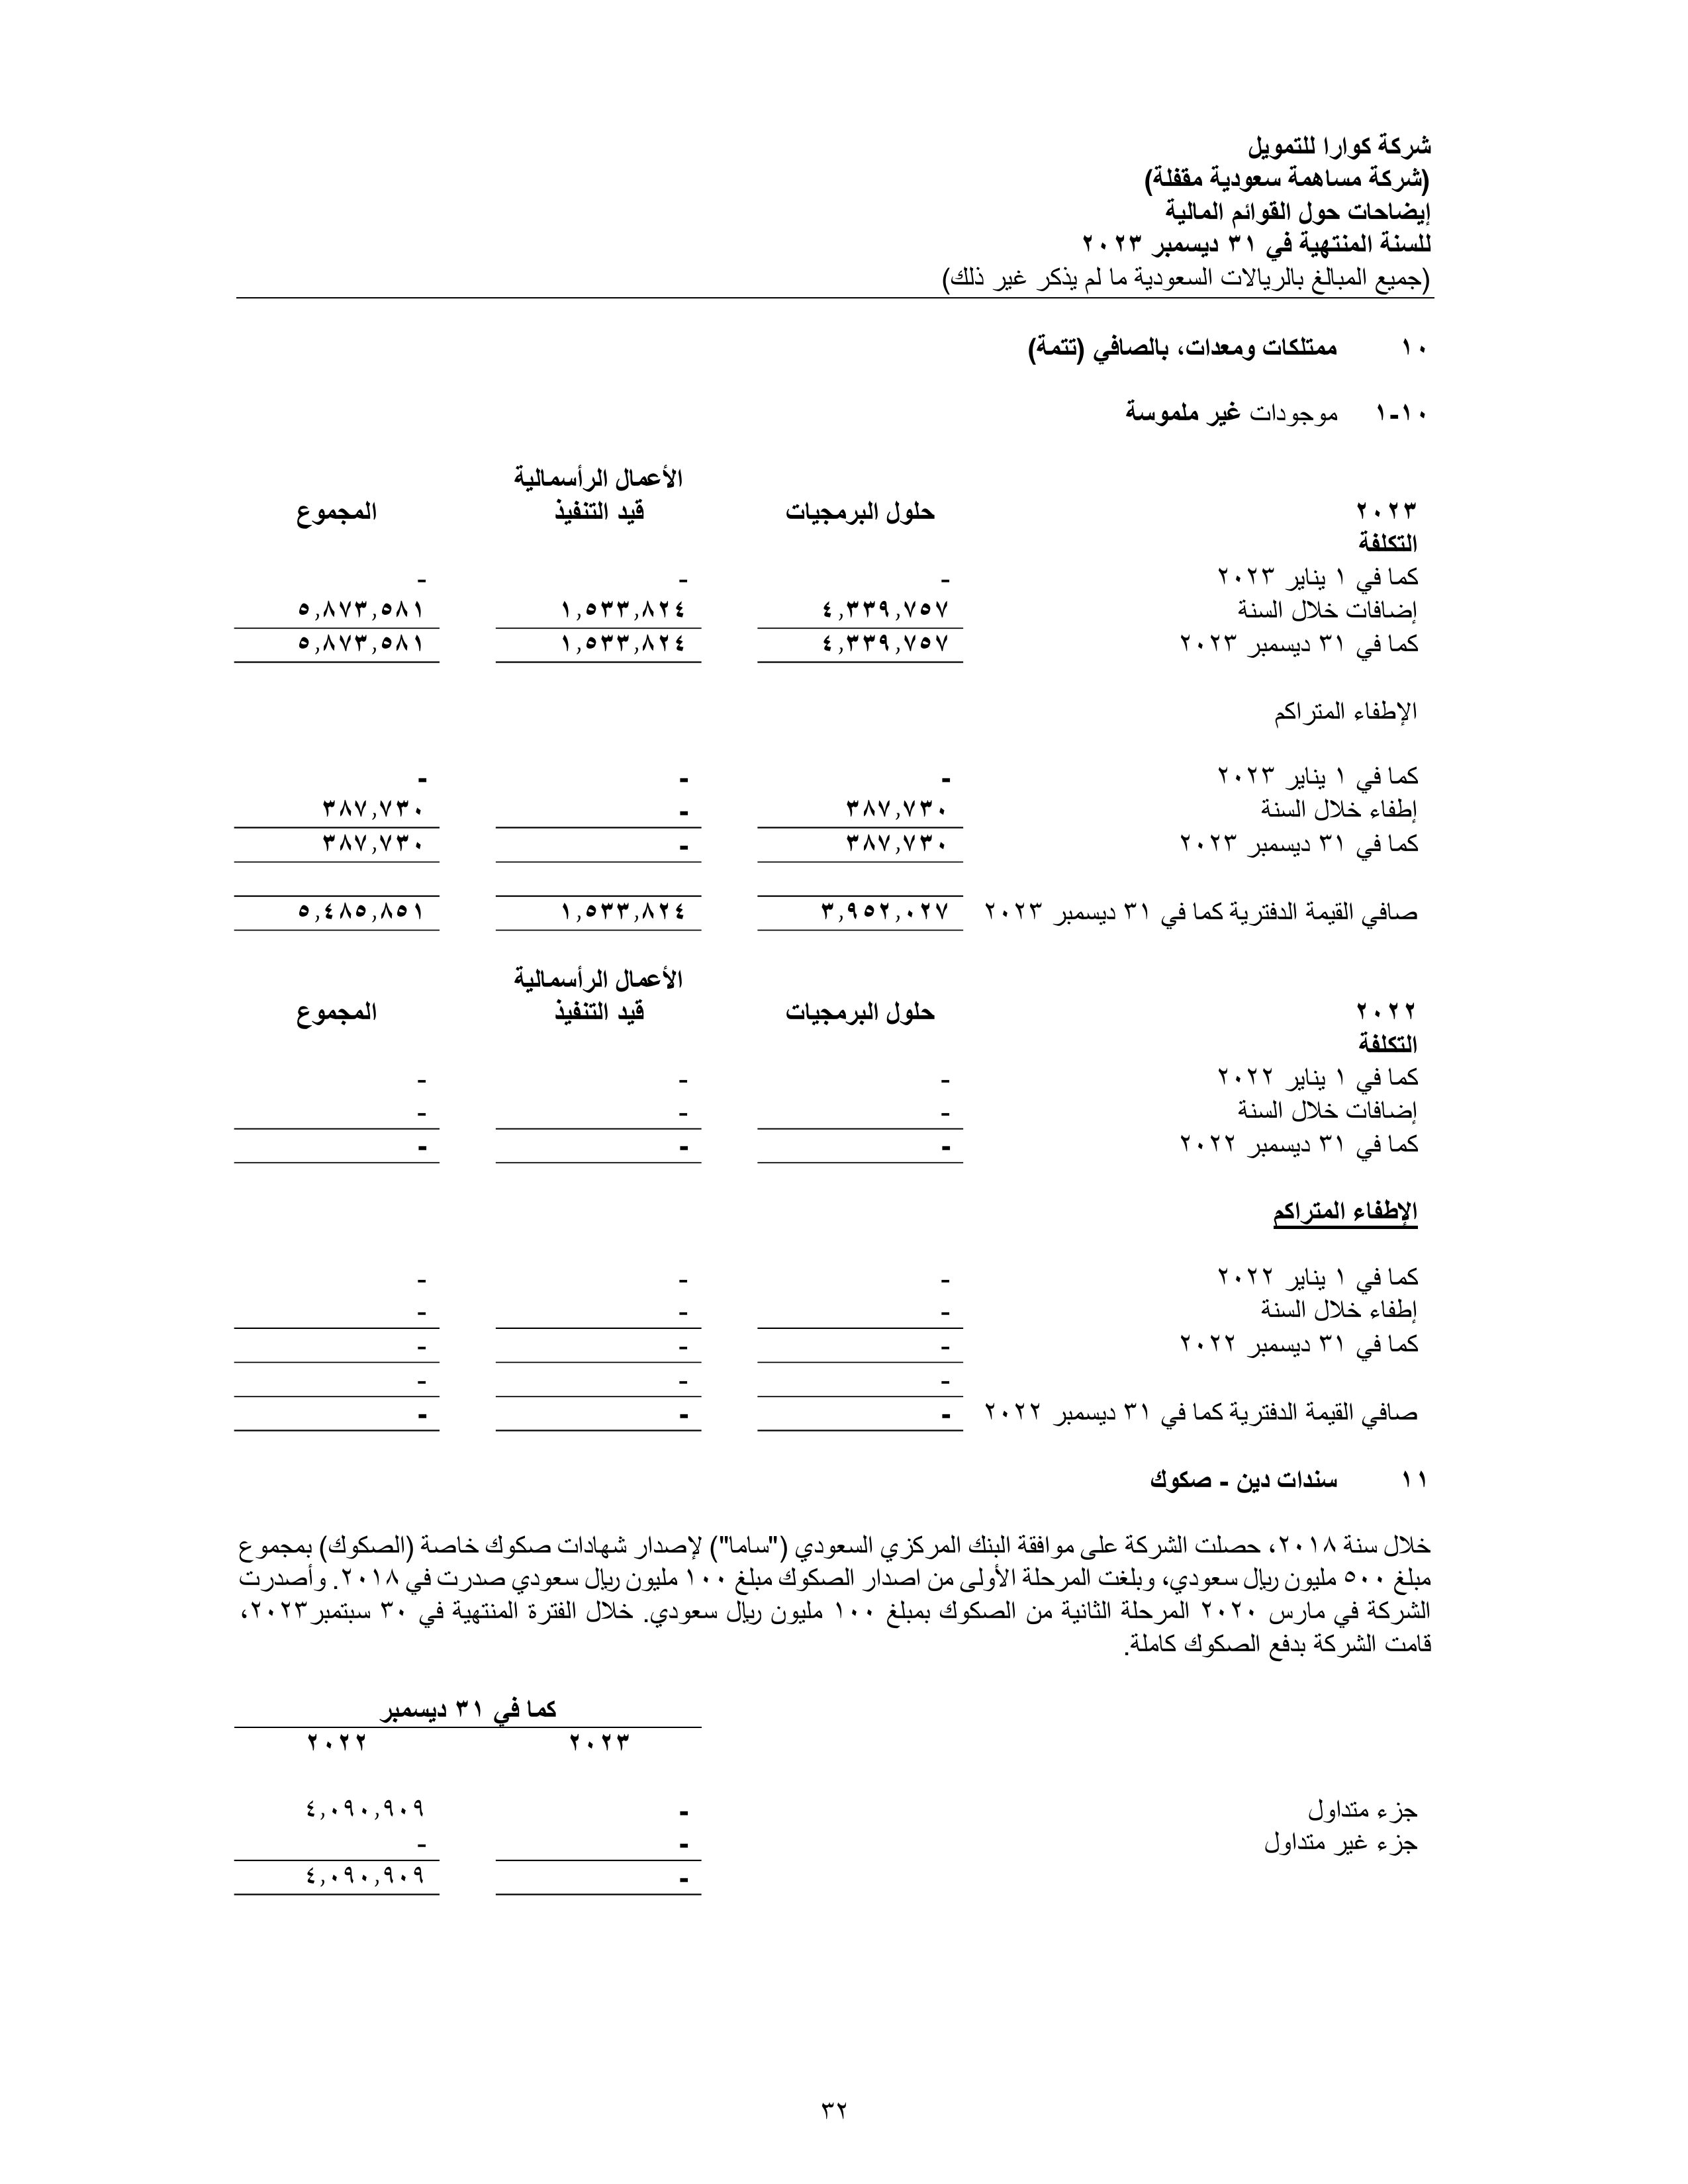 شركة كوارا للتمويل
(شركة مساهمة سعودية مقفلة)
إيضاحات حول القوائم المالية
للسنة المنتهية في ٣١ ديسمبر ٢٠٢٣
(جميع المبالغ بالريالات السعودية ما لم يذكر غير ذلك)
١٠ ممتلكات ومعدات، بالصافي (تتمة)
١٠-١ موجودات غير ملموسة
الأعمال الرأسمالية
٢٠٢٣ حلول البرمجيات قيد التنفيذ المجموع
التكلفة
كما في ١ يناير ٢٠٢٣ - - -
إضافات خلال السنة ٤,٣٣٩,٧٥٧ ١,٥٣٣,٨٢٤ ٥,٨٧٣,٥٨١
كما في ٣١ ديسمبر ٢٠٢٣ ٤,٣٣٩,٧٥٧ ١,٥٣٣,٨٢٤ ٥,٨٧٣,٥٨١
الإطفاء المتراكم
كما في ١ يناير ٢٠٢٣ - - -
إطفاء خلال السنة ٣٨٧,٧٣٠ - ٣٨٧,٧٣٠
كما في ٣١ ديسمبر ٢٠٢٣ ٣٨٧,٧٣٠ - ٣٨٧,٧٣٠
صافي القيمة الدفترية كما في ٣١ ديسمبر ٢٠٢٣ ٣,٩٥٢,٠٢٧ ١,٥٣٣,٨٢٤ ٥,٤٨٥,٨٥١
الأعمال الرأسمالية
٢٠٢٢ حلول البرمجيات قيد التنفيذ المجموع
التكلفة
كما في ١ يناير ٢٠٢٢ - - -
إضافات خلال السنة - - -
كما في ٣١ ديسمبر ٢٠٢٢ - - -
الإطفاء المتراكم
كما في ١ يناير ٢٠٢٢ - - -
إطفاء خلال السنة - - -
كما في ٣١ ديسمبر ٢٠٢٢ - - -
- - -
صافي القيمة الدفترية كما في ٣١ ديسمبر ٢٠٢٢ - - -
١١ سندات دين - صكوك
خلال سنة ٢٠١٨، حصلت الشركة على موافقة البنك المركزي السعودي ("ساما") لإصدار شهادات صكوك خاصة (الصكوك) بمجموع
مبلغ ٥٠٠ مليون ريال سعودي، وبلغت المرحلة الأولى من اصدار الصكوك مبلغ ١٠٠ مليون ريال سعودي صدرت في ٢٠١٨. وأصدرت
الشركة في مارس ٢٠٢٠ المرحلة الثانية من الصكوك بمبلغ ١٠٠ مليون ريال سعودي. خلال الفترة المنتهية في ٣٠ سبتمبر٢٠٢٣،
قامت الشركة بدفع الصكوك كاملة.
كما في ٣١ ديسمبر
٢٠٢٣ ٢٠٢٢
جزء متداول - ٤,٠٩٠,٩٠٩
جزء غير متداول - -
- ٤,٠٩٠,٩٠٩
٣٢